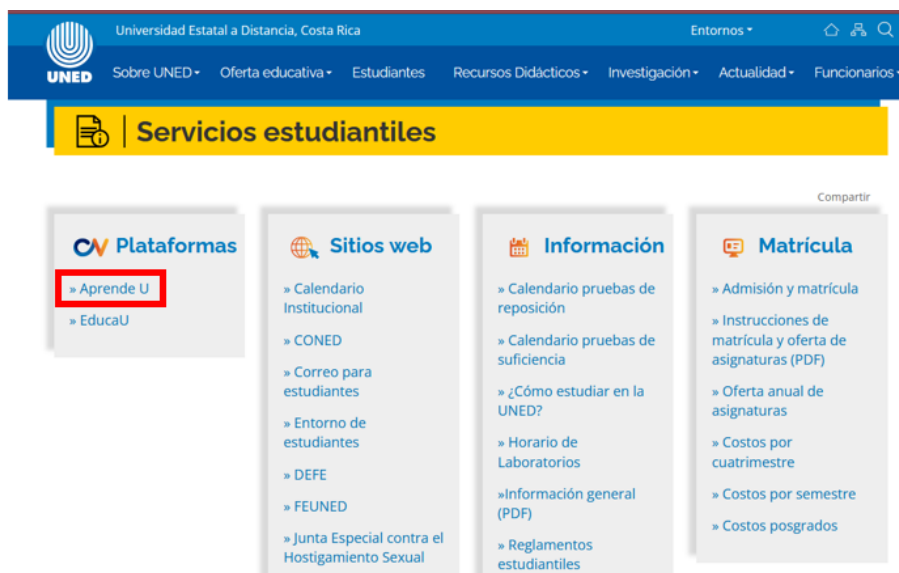 Universidad Estatal a Distancia, Costa Rica
Entornos
UNED
Sobre UNED
Oferta educativa
Estudiantes
Recursos Didácticos
Investigación
Actualidad
Funcionarios
Servicios estudiantiles
Compartir
Plataformas
» Aprende U
» EducaU
Sitios web
» Calendario
Institucional
» CONED
» Correo para
estudiantes
» Entorno de
estudiantes
» DEFE
» FEUNED
» Junta Especial contra el
Hostigamiento Sexual
Información
» Calendario pruebas de
reposición
» Calendario pruebas de
suficiencia
» ¿Cómo estudiar en la
UNED?
» Horario de
Laboratorios
»Información general
(PDF)
» Reglamentos
estudiantiles
Matrícula
» Admisión y matrícula
» Instrucciones de
matrícula y oferta de
asignaturas (PDF)
» Oferta anual de
asignaturas
» Costos por
cuatrimestre
» Costos por semestre
» Costos posgrados